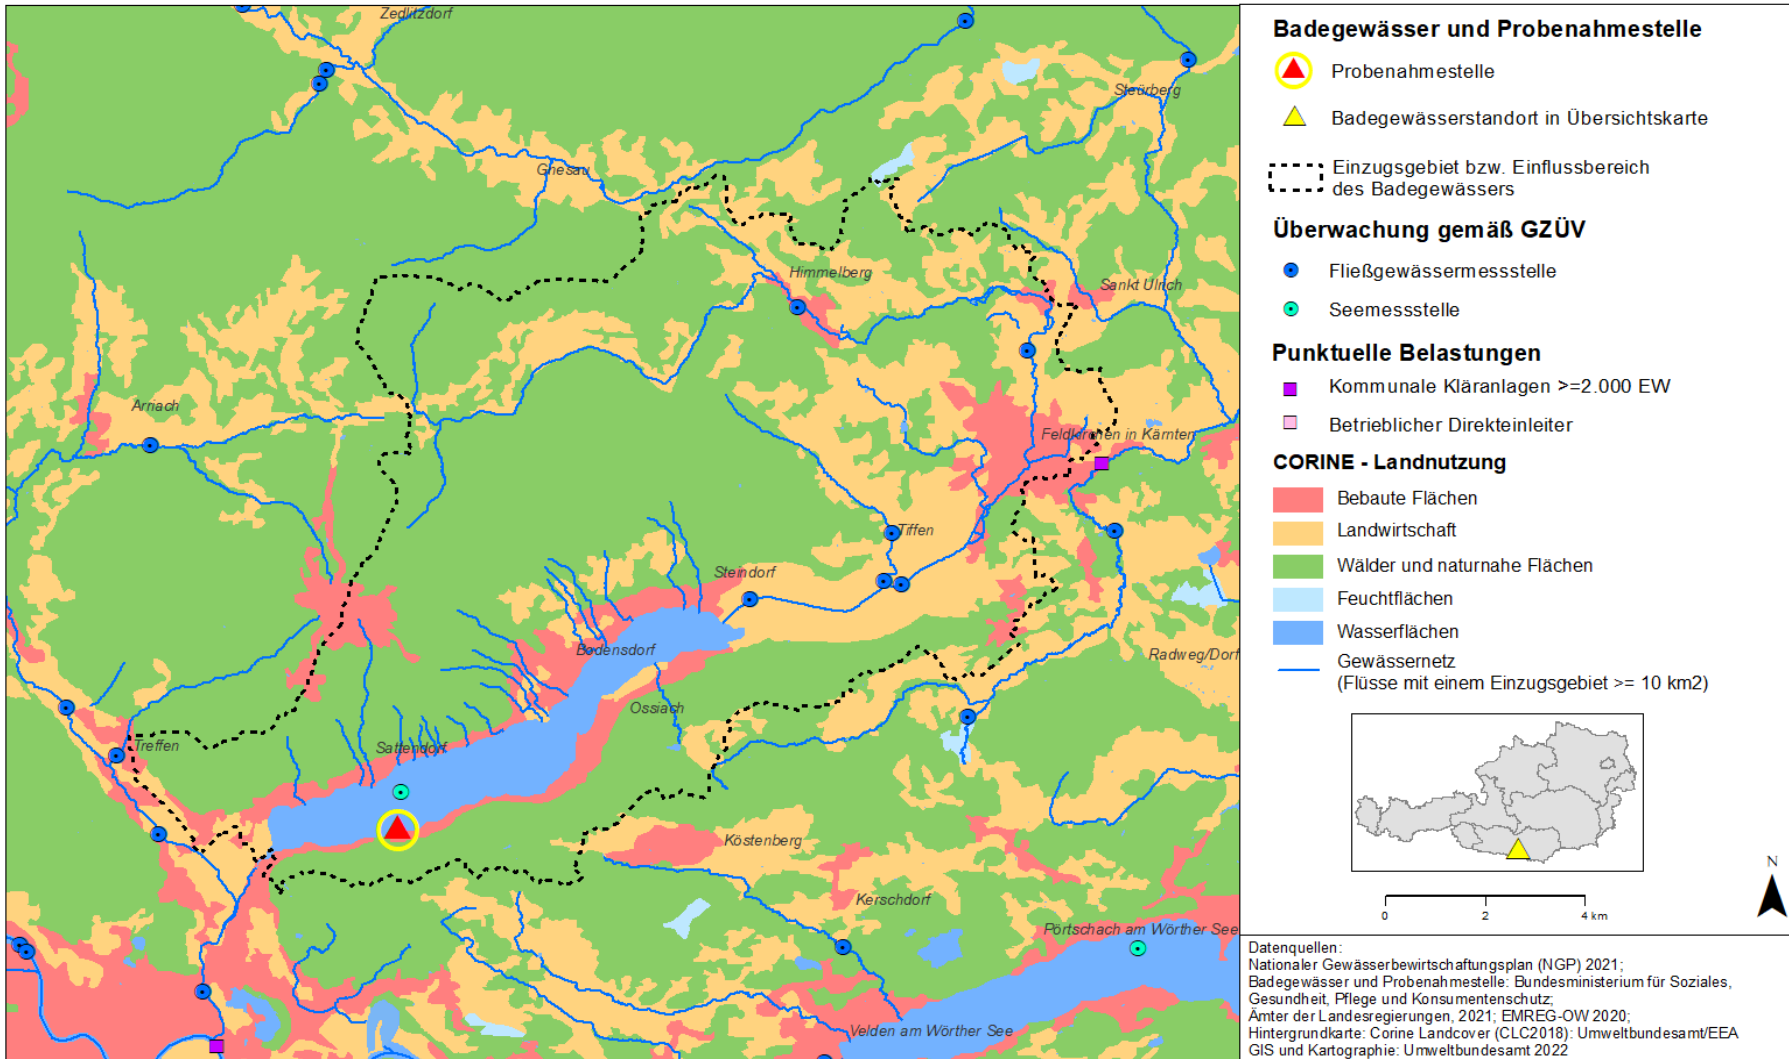 Zedlitzdorf
Steürberg
Ghesau
Himmelberg
Sankt Ulrich
Arriach
Feldkirchen in Kärnten
Tiffen
Steindorf
Bodensdorf
Radweg/Dorf
Ossiach
Treffen
Sattendorf
Köstenberg
Kerschdorf
Pörtschach am Wörther See
Velden am Wörther See
Badegewässer und Probenahmestelle
Probenahmestelle
Badegewässerstandort in Übersichtskarte
Einzugsgebiet bzw. Einflussbereich
des Badegewässers
Überwachung gemäß GZÜV
Fließgewässermessstelle
Seemessstelle
Punktuelle Belastungen
Kommunale Kläranlagen >=2.000 EW
Betrieblicher Direkteinleiter
CORINE - Landnutzung
Bebaute Flächen
Landwirtschaft
Wälder und naturnahe Flächen
Feuchtflächen
Wasserflächen
Gewässernetz
(Flüsse mit einem Einzugsgebiet >= 10 km2)
N
0 2 4 km
Datenquellen:
Nationaler Gewässerbewirtschaftungsplan (NGP) 2021;
Badegewässer und Probenahmestelle: Bundesministerium für Soziales,
Gesundheit, Pflege und Konsumentenschutz;
Ämter der Landesregierungen, 2021; EMREG-OW 2020;
Hintergrundkarte: Corine Landcover (CLC2018): Umweltbundesamt/EEA
GIS und Kartographie: Umweltbundesamt 2022